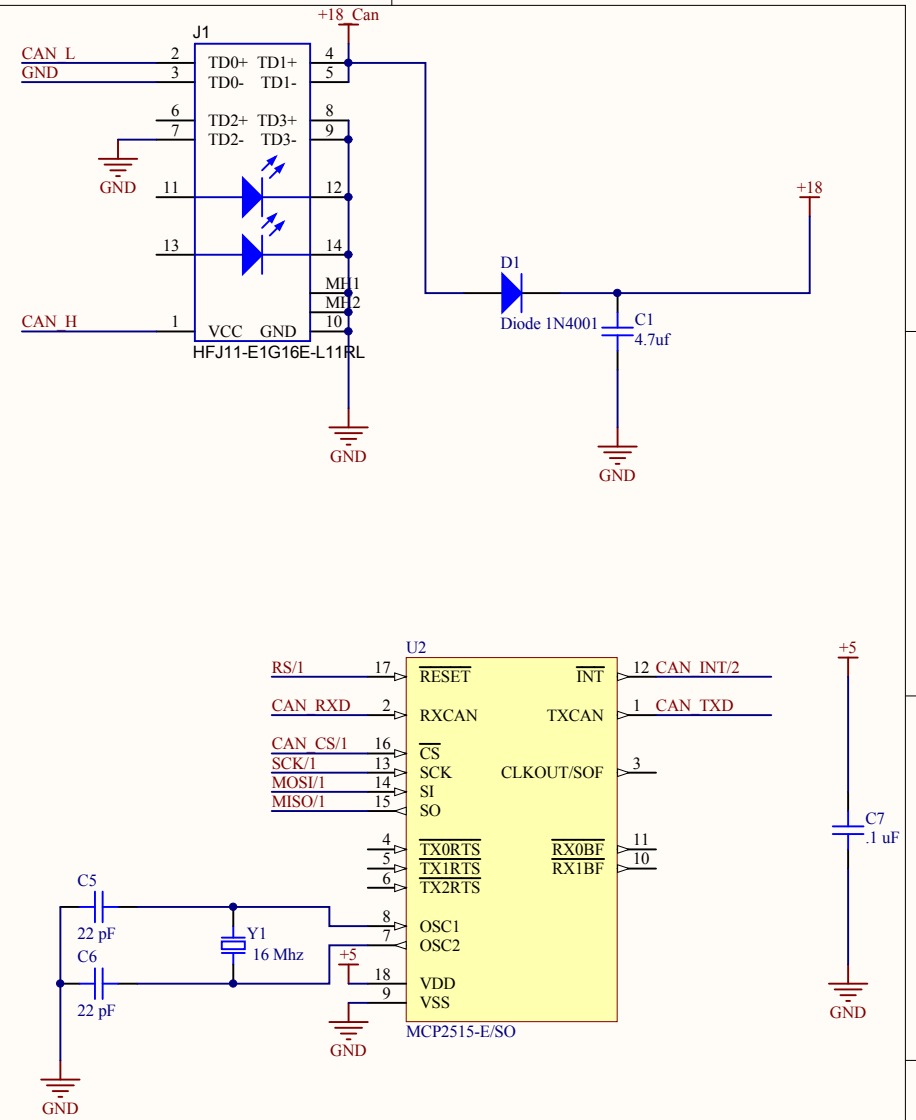 +18_Can
J1
CAN_L 2 TD0+ TD1+ 4
GND 3 TD0- TD1- 5
6 TD2+ TD3+ 8
7 TD2- TD3- 9
GND
11 12
13 14
MH1
MH2
CAN_H 1 VCC GND 10
HFJ11-E1G16E-L11RL
GND
+18
D1
Diode 1N4001
C1
4.7uf
GND
U2
RS/1 17 RESET INT 12 CAN_INT/2
CAN_RXD 2 RXCAN TXCAN 1 CAN_TXD
CAN_CS/1 16 CS
SCK/1 13 SCK CLKOUT/SOF 3
MOSI/1 14 SI
MISO/1 15 SO
4 TX0RTS RX0BF 11
5 TX1RTS RX1BF 10
6 TX2RTS
8 OSC1
7 OSC2
+5
18 VDD
9 VSS
GND
MCP2515-E/SO
C5
22 pF
Y1
16 Mhz
C6
22 pF
GND
+5
C7
.1 uF
GND